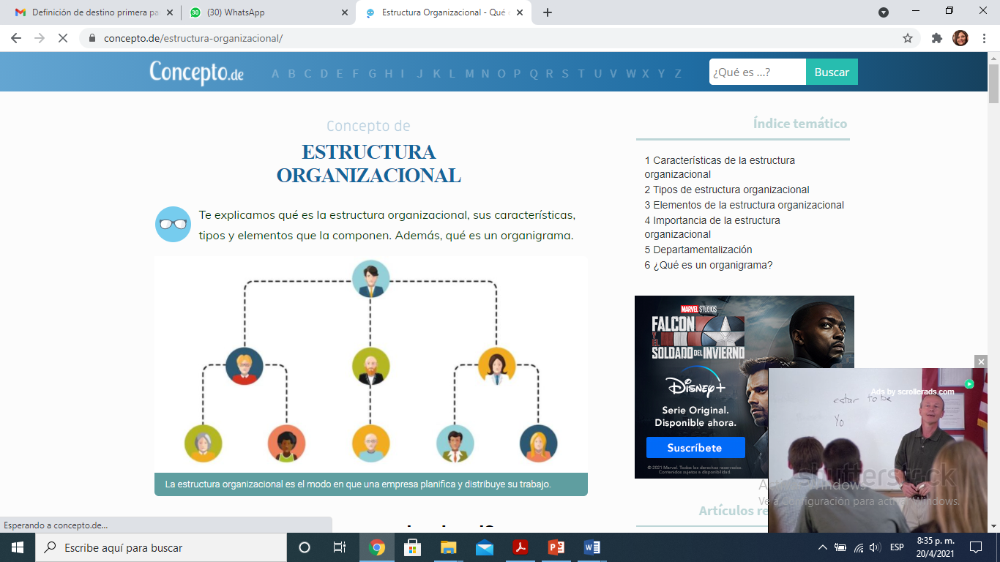 Definición de destino primera pa
(30) WhatsApp
Estructura Organizacional - Qué
concepto.de/estructura-organizacional/
Concepto.de
A B C D E F G H I J K L M N O P Q R S T U V W X Y Z
¿Qué es ...?
Buscar
Concepto de
ESTRUCTURA
ORGANIZACIONAL
Te explicamos qué es la estructura organizacional, sus características,
tipos y elementos que la componen. Además, qué es un organigrama.
La estructura organizacional es el modo en que una empresa planifica y distribuye su trabajo.
Índice temático
1 Características de la estructura
organizacional
2 Tipos de estructura organizacional
3 Elementos de la estructura organizacional
4 Importancia de la estructura
organizacional
5 Departamentalización
6 ¿Qué es un organigrama?
MARVEL STUDIOS
FALCON
Y EL
SOLDADO DEL INVIERNO
Disney+
Serie Original.
Disponible ahora.
Suscríbete
© 2021 Marvel. Todos los derechos reservados.
Contenidos sujetos a disponibilidad.
Ads by scrollerads.com
estar to be
Yo
shutterstock
Windows
Ve a Configuración para activar Windows.
Artículos re
Esperando a concepto.de...
Escribe aquí para buscar
ESP
8:35 p. m.
20/4/2021